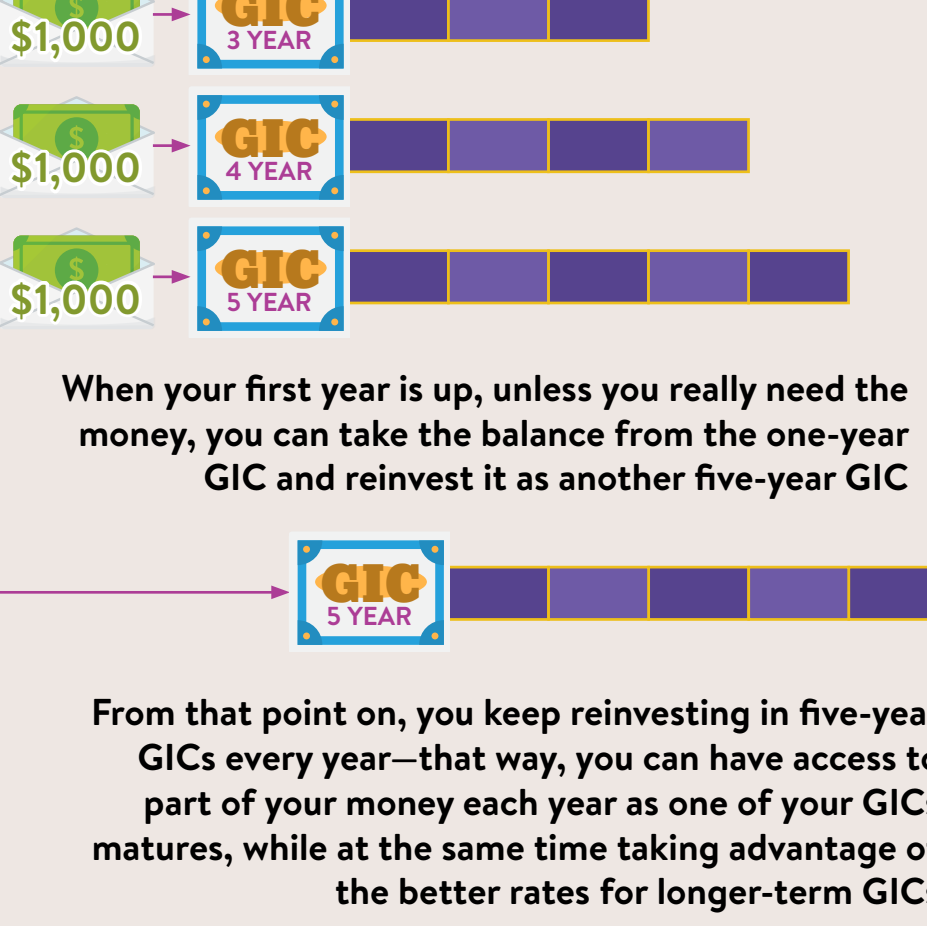 GIC
$1,000
3 YEAR
$
GIC
$1,000
4 YEAR
$
GIC
$1,000
5 YEAR
When your first year is up, unless you really need the
money, you can take the balance from the one-year
GIC and reinvest it as another five-year GIC
GIC
5 YEAR
From that point on, you keep reinvesting in five-yea
GICs every year—that way, you can have access to
part of your money each year as one of your GICs
matures, while at the same time taking advantage of
the better rates for longer-term GICs